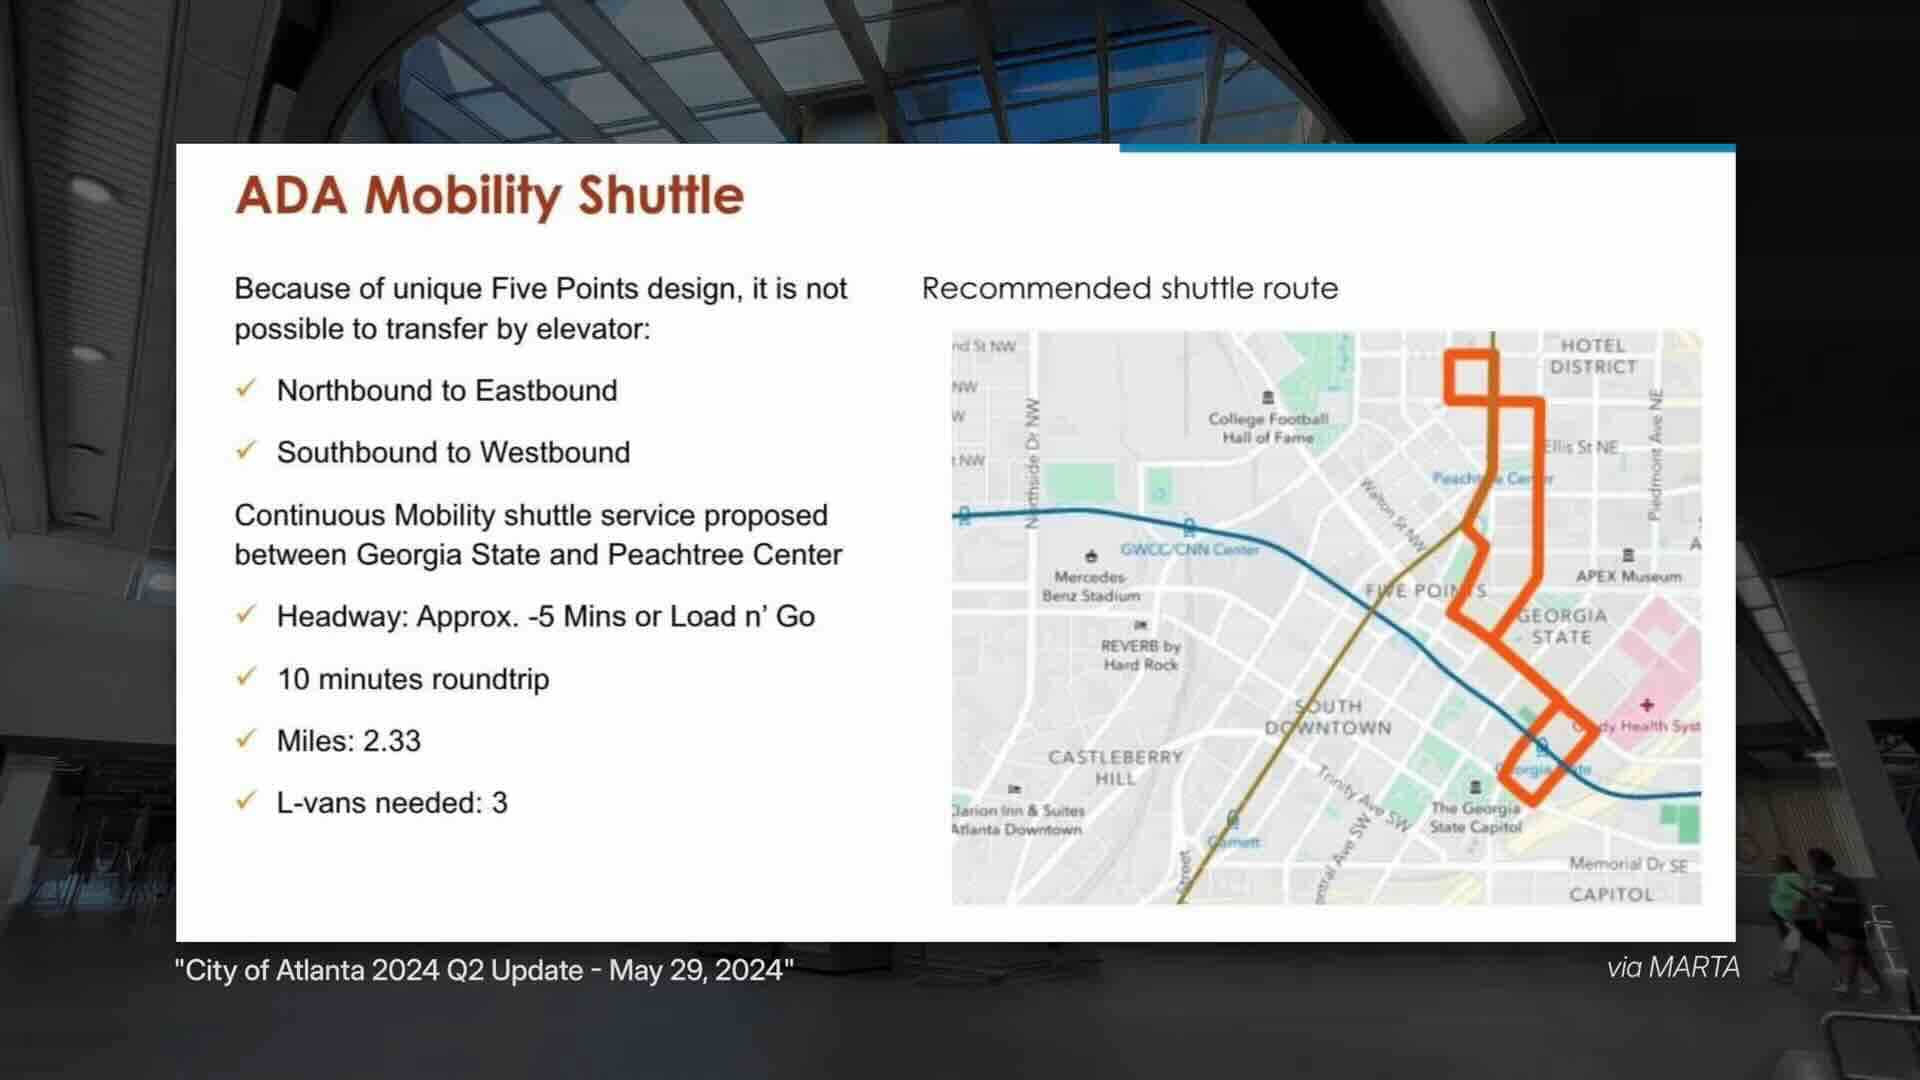 ADA Mobility Shuttle
Because of unique Five Points design, it is not
possible to transfer by elevator:
Northbound to Eastbound
Southbound to Westbound
Continuous Mobility shuttle service proposed
between Georgia State and Peachtree Center
Headway: Approx. -5 Mins or Load n' Go
10 minutes roundtrip
Miles: 2.33
L-vans needed: 3
Recommended shuttle route
nd St NW
NW
W
t NW
Northside Dr NW
College Football
Hall of Fame
HOTEL
DISTRICT
Ellis St NE
Piedmont Ave NE
Peachtree Center
Walton St NW
GWCC/CNN Center
Mercedes-
Benz Stadium
FIVE POINTS
APEX Museum
A
GEORGIA
STATE
REVERB by
Hard Rock
SOUTH
DOWNTOWN
Grady Health Syst
CASTLEBERRY
HILL
Georgia State
Trinity Ave SW
The Georgia
State Capitol
Clarion Inn & Suites
Atlanta Downtown
Garnett
Street
entral Ave SW
Memorial Dr SE
CAPITOL
"City of Atlanta 2024 Q2 Update - May 29, 2024"
via MARTA